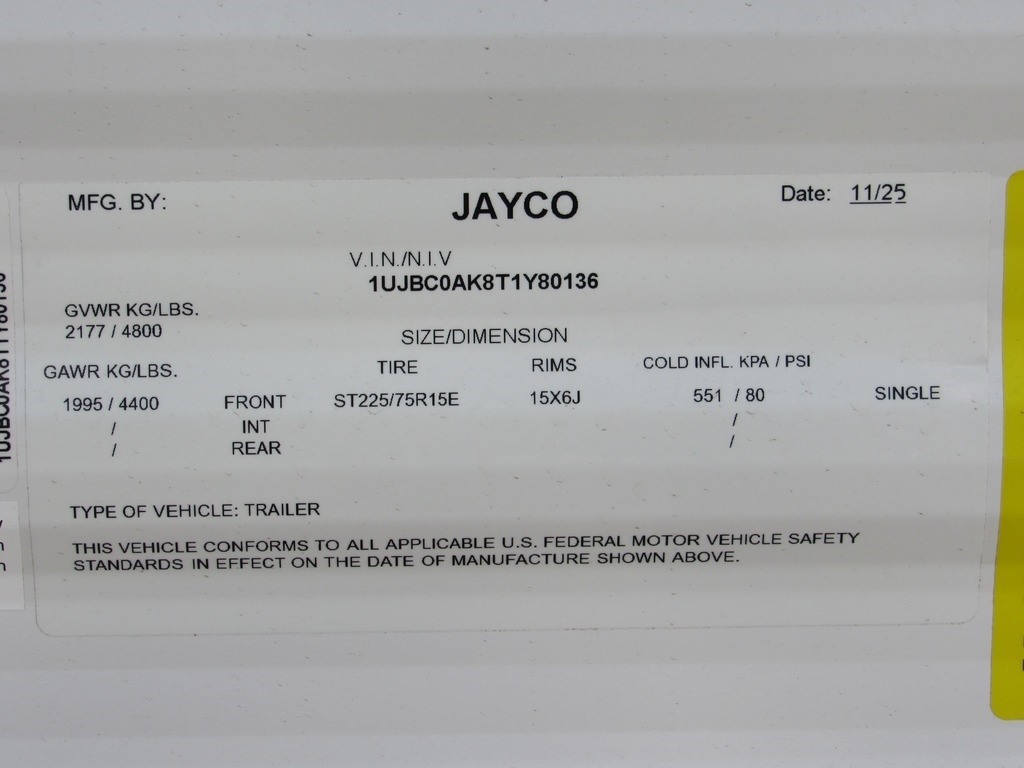 MFG. BY: JAYCO Date: 11/25
V.I.N./N.I.V
1UJBC0AK8T1Y80136
GVWR KG/LBS.
2177 / 4800
SIZE/DIMENSION
GAWR KG/LBS. TIRE RIMS COLD INFL. KPA / PSI
1995 / 4400 FRONT ST225/75R15E 15X6J 551 / 80 SINGLE
/ INT /
/ REAR /
TYPE OF VEHICLE: TRAILER
THIS VEHICLE CONFORMS TO ALL APPLICABLE U.S. FEDERAL MOTOR VEHICLE SAFETY
STANDARDS IN EFFECT ON THE DATE OF MANUFACTURE SHOWN ABOVE.
1UJBC0AK8T1Y80136